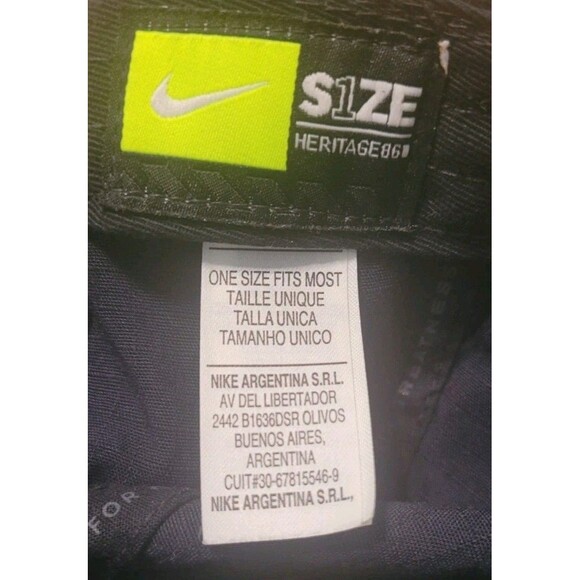 S1ZE
HERITAGE86
ONE SIZE FITS MOST
TAILLE UNIQUE
TALLA UNICA
TAMANHO UNICO
NIKE ARGENTINA S.R.L.
AV DEL LIBERTADOR
2442 B1636DSR OLIVOS
BUENOS AIRES,
ARGENTINA
CUIT#30-67815546-9
NIKE ARGENTINA S.R.L.,
FOR